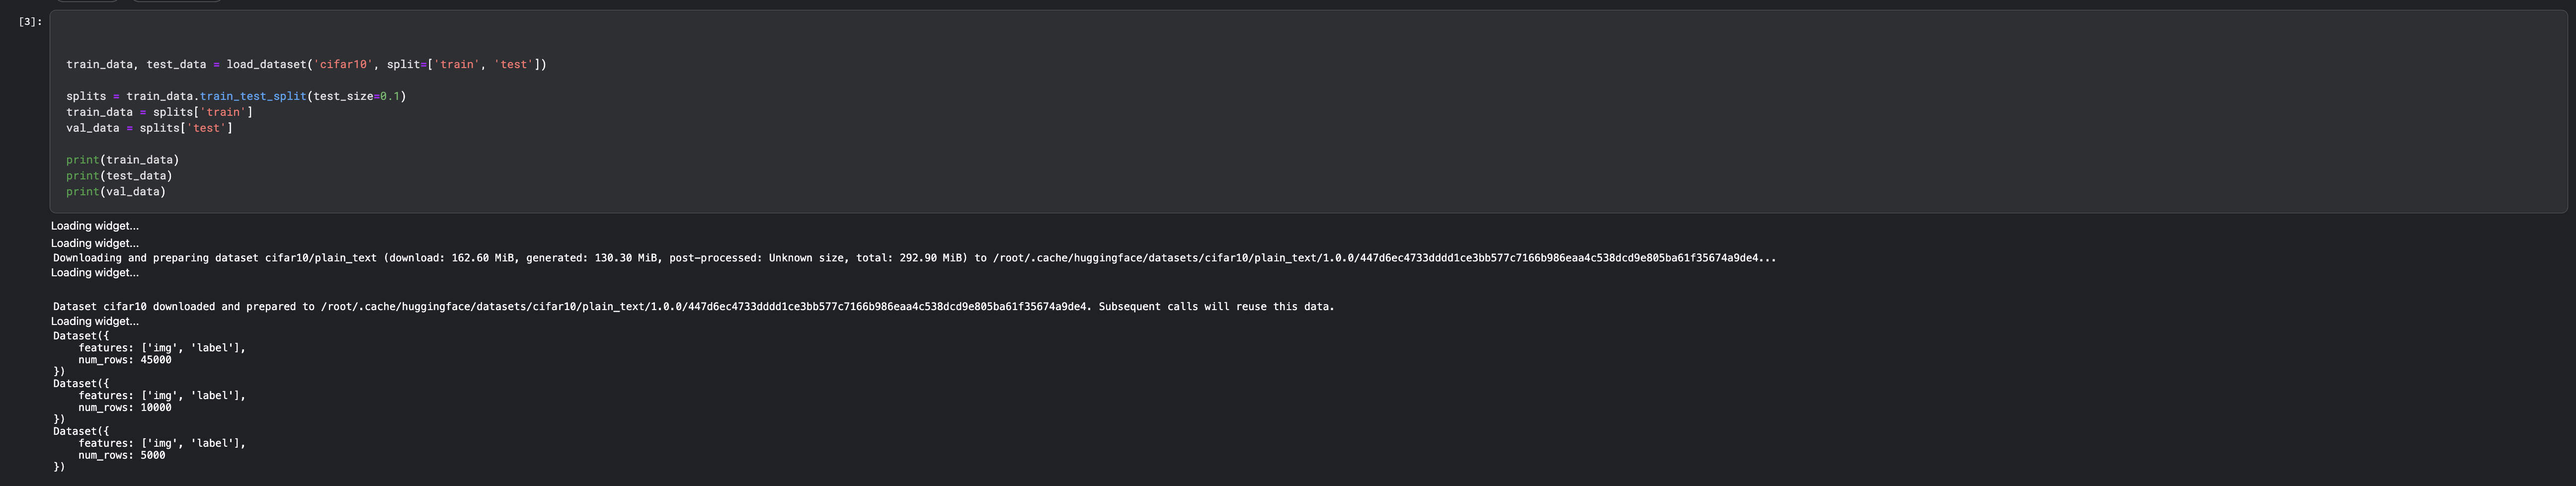 [3]:
train_data, test_data = load_dataset('cifar10', split=['train', 'test'])
splits = train_data.train_test_split(test_size=0.1)
train_data = splits['train']
val_data = splits['test']
print(train_data)
print(test_data)
print(val_data)
Loading widget...
Loading widget...
Downloading and preparing dataset cifar10/plain_text (download: 162.60 MiB, generated: 130.30 MiB, post-processed: Unknown size, total: 292.90 MiB) to /root/.cache/huggingface/datasets/cifar10/plain_text/1.0.0/447d6ec4733dddd1ce3bb577c7166b986eaa4c538dcd9e805ba61f35674a9de4...
Loading widget...
Dataset cifar10 downloaded and prepared to /root/.cache/huggingface/datasets/cifar10/plain_text/1.0.0/447d6ec4733dddd1ce3bb577c7166b986eaa4c538dcd9e805ba61f35674a9de4. Subsequent calls will reuse this data.
Loading widget...
Dataset({
    features: ['img', 'label'],
    num_rows: 45000
})
Dataset({
    features: ['img', 'label'],
    num_rows: 10000
})
Dataset({
    features: ['img', 'label'],
    num_rows: 5000
})